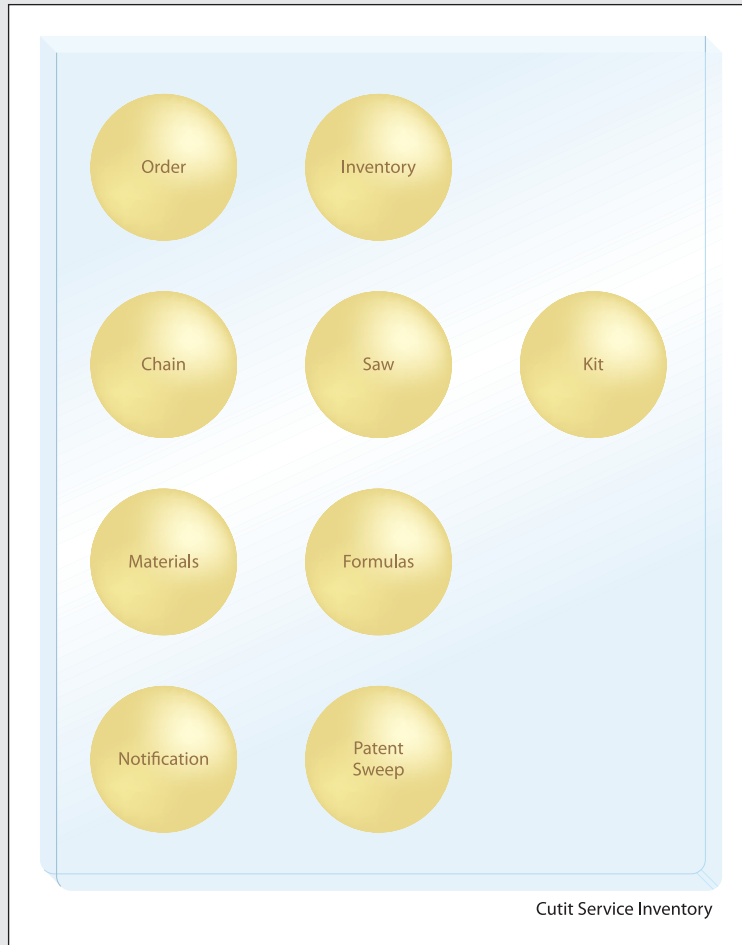 Order
Inventory
Chain
Saw
Kit
Materials
Formulas
Notification
Patent
Sweep
Cutit Service Inventory